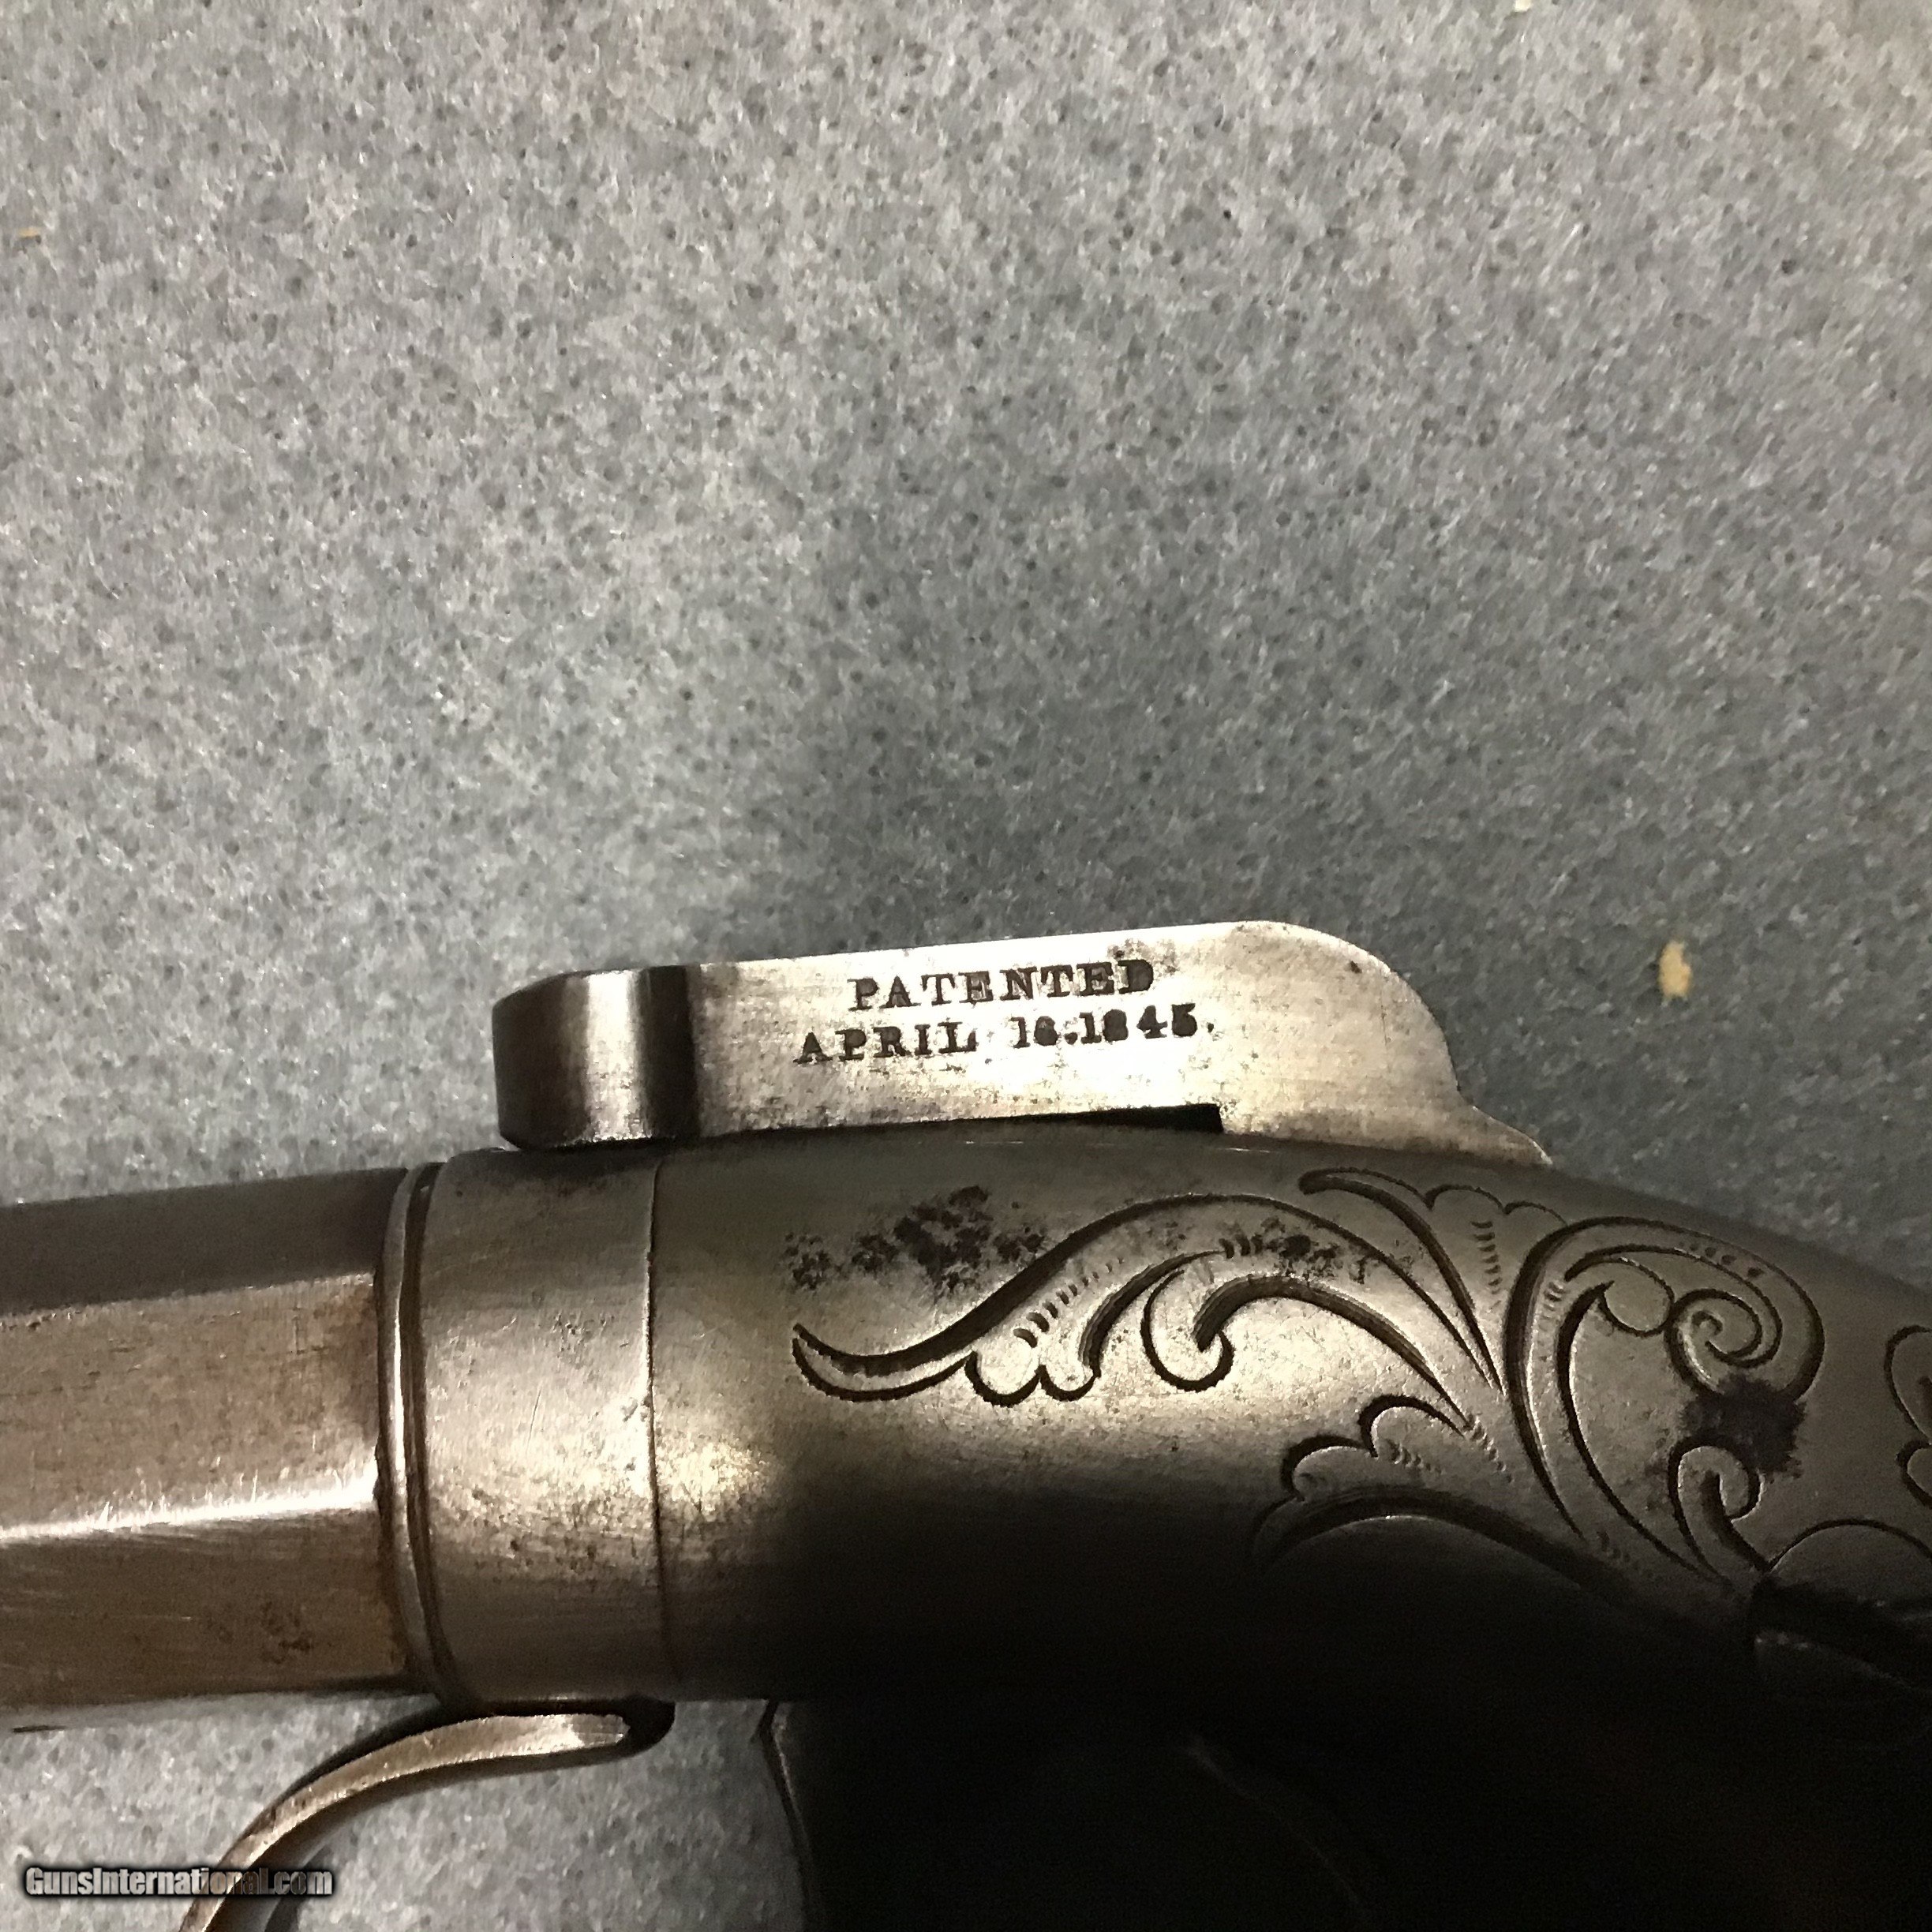 PATENTED
APRIL 16.1845.
GunsInternational.com